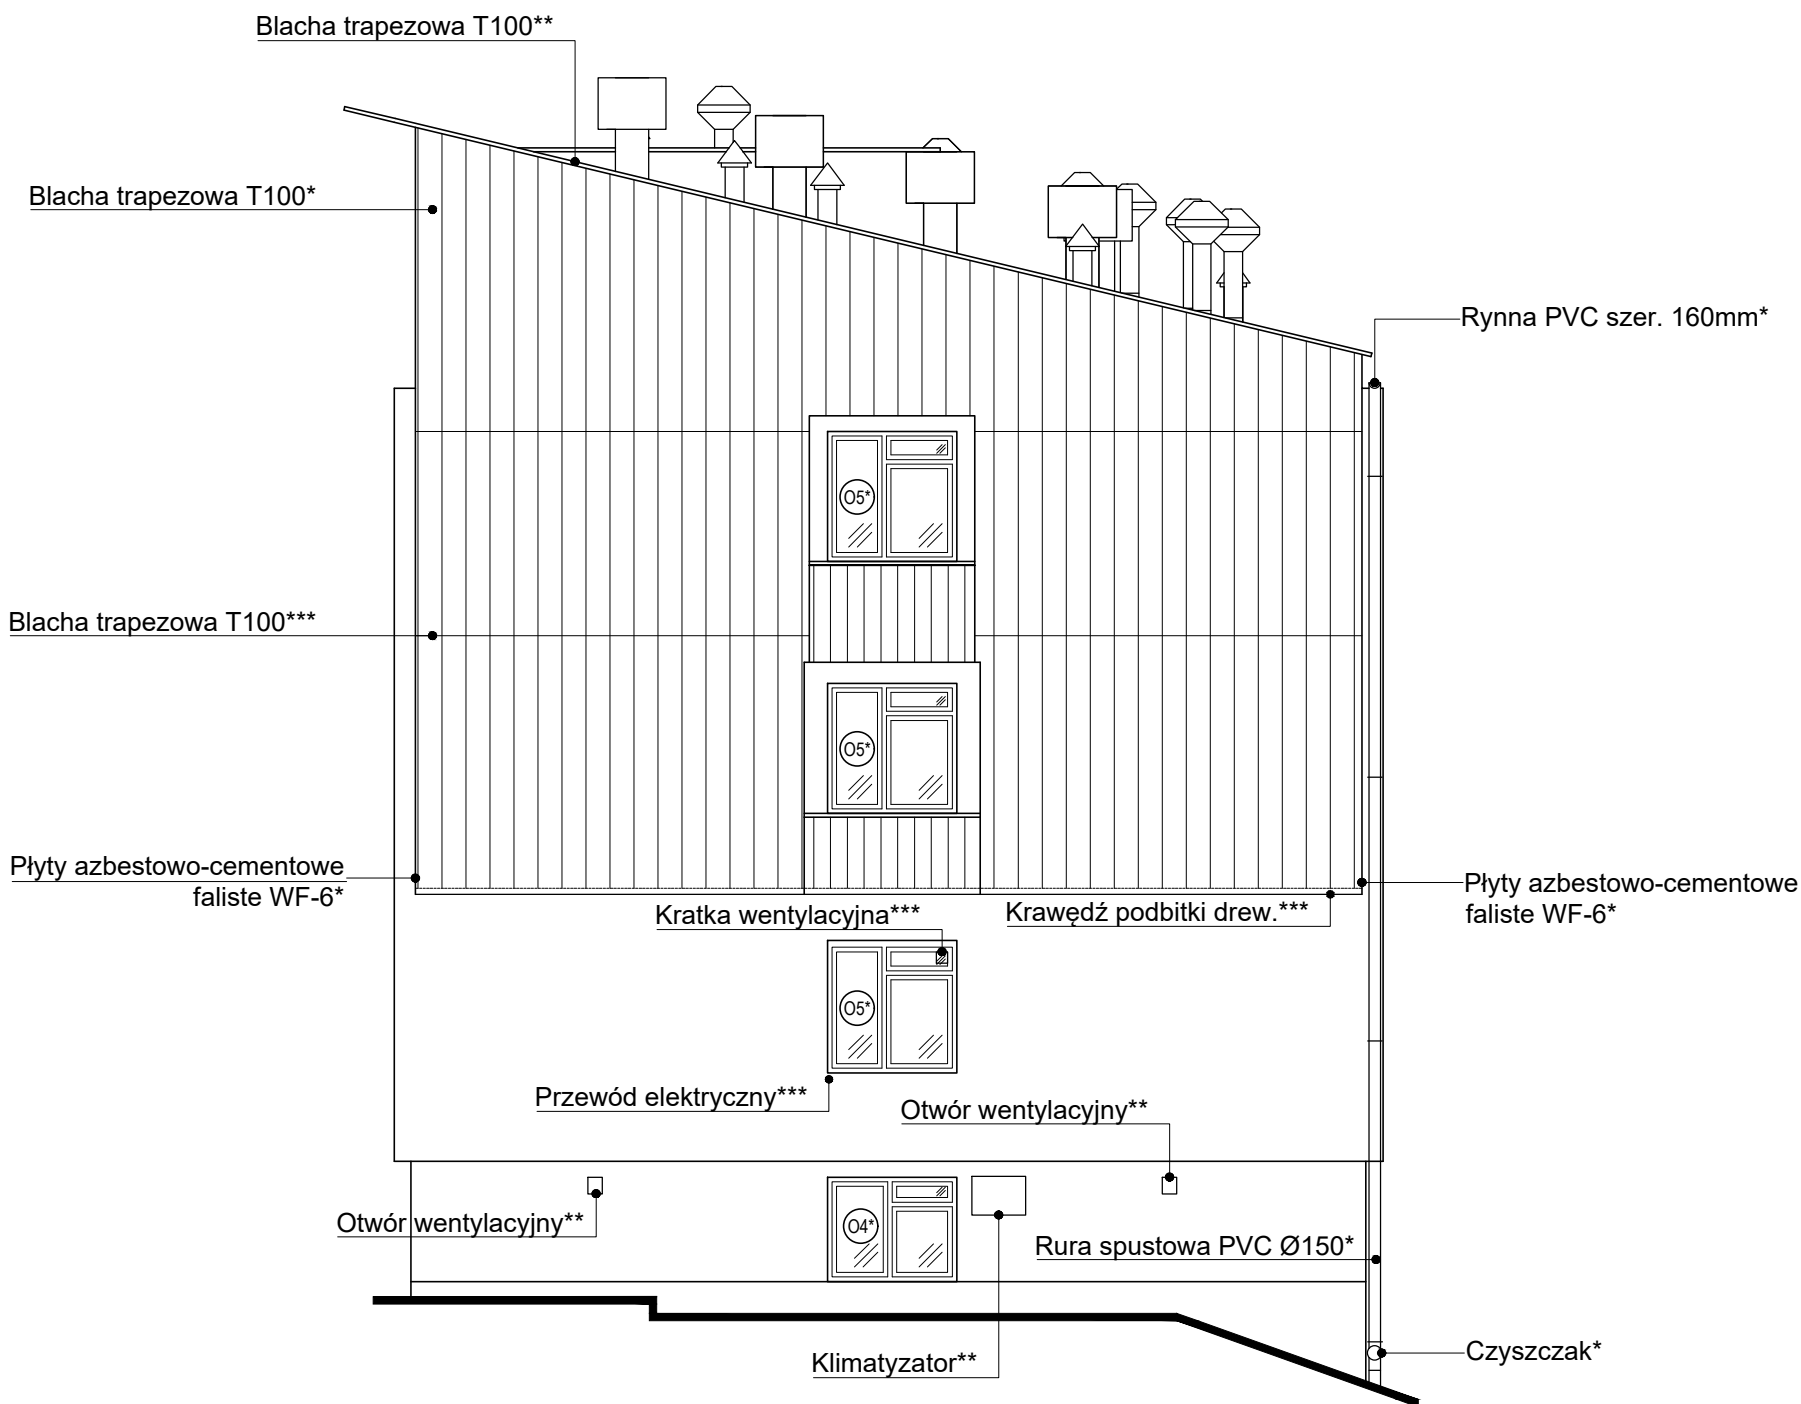 Blacha trapezowa T100**
Blacha trapezowa T100*
Rynna PVC szer. 160mm*
O5*
Blacha trapezowa T100***
O5*
Płyty azbestowo-cementowe
faliste WF-6*
Płyty azbestowo-cementowe
faliste WF-6*
Kratka wentylacyjna***
Krawędź podbitki drew.***
O5*
Przewód elektryczny***
Otwór wentylacyjny**
Otwór wentylacyjny**
O4*
Rura spustowa PVC Ø150*
Klimatyzator**
Czyszczak*